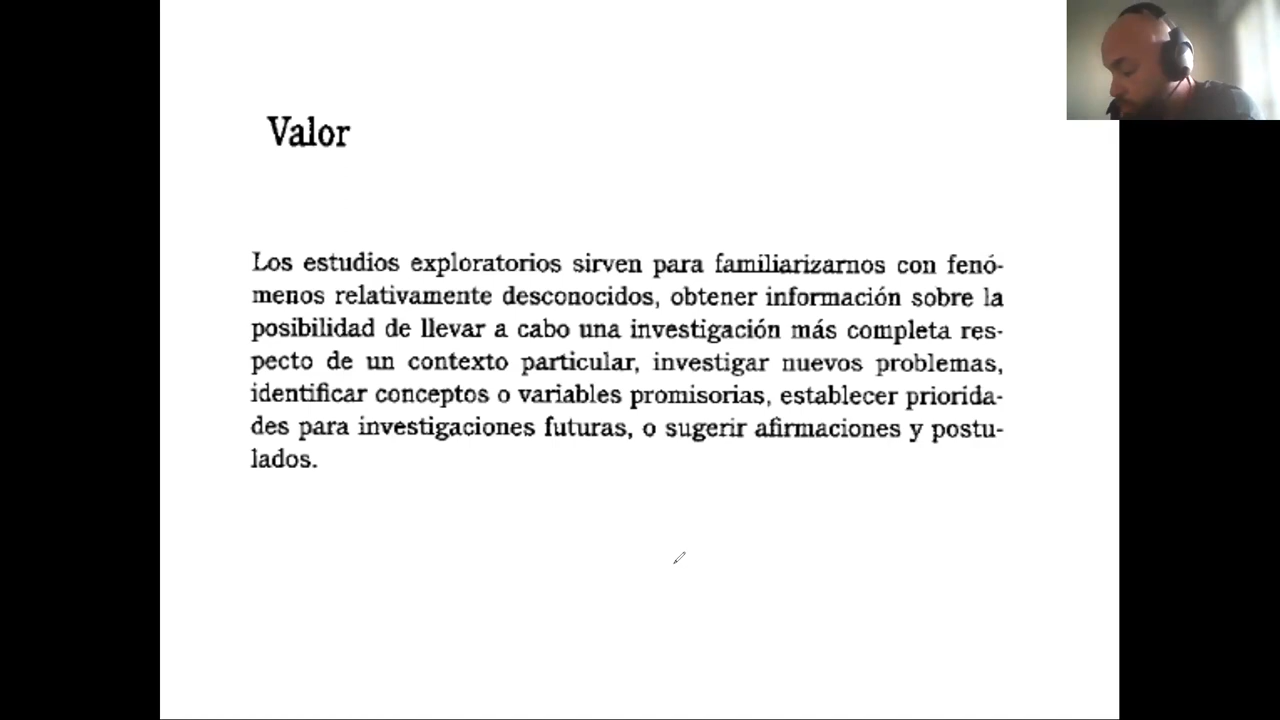 Valor
Los estudios exploratorios sirven para familiarizarnos con fenó-
menos relativamente desconocidos, obtener información sobre la
posibilidad de llevar a cabo una investigación más completa res-
pecto de un contexto particular, investigar nuevos problemas,
identificar conceptos o variables promisorias, establecer priorida-
des para investigaciones futuras, o sugerir afirmaciones y postu-
lados.